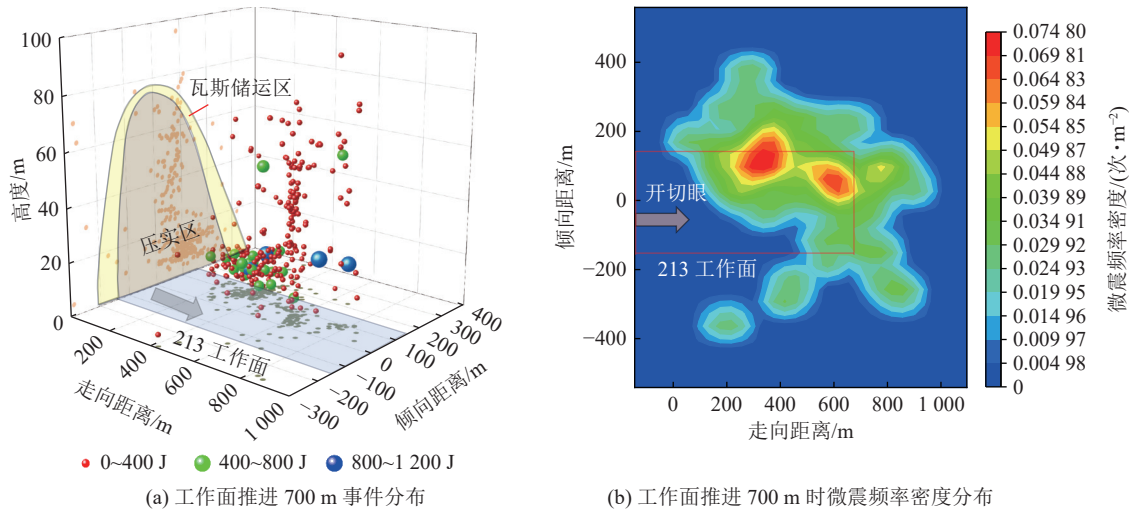 100
80
60
40
20
0
高度/m
瓦斯储运区
压实区
213 工作面
200
400
600
800
1 000
走向距离/m
400
300
200
100
0
−100
−200
−300
倾向距离/m
0~400 J 400~800 J 800~1 200 J
(a) 工作面推进 700 m 事件分布
400
200
0
−200
−400
倾向距离/m
开切眼
213 工作面
0 200 400 600 800 1 000
走向距离/m
0.074 80
0.069 81
0.064 83
0.059 84
0.054 85
0.049 87
0.044 88
0.039 89
0.034 91
0.029 92
0.024 93
0.019 95
0.014 96
0.009 97
0.004 98
0
微震频率密度/(次·m⁻²)
(b) 工作面推进 700 m 时微震频率密度分布